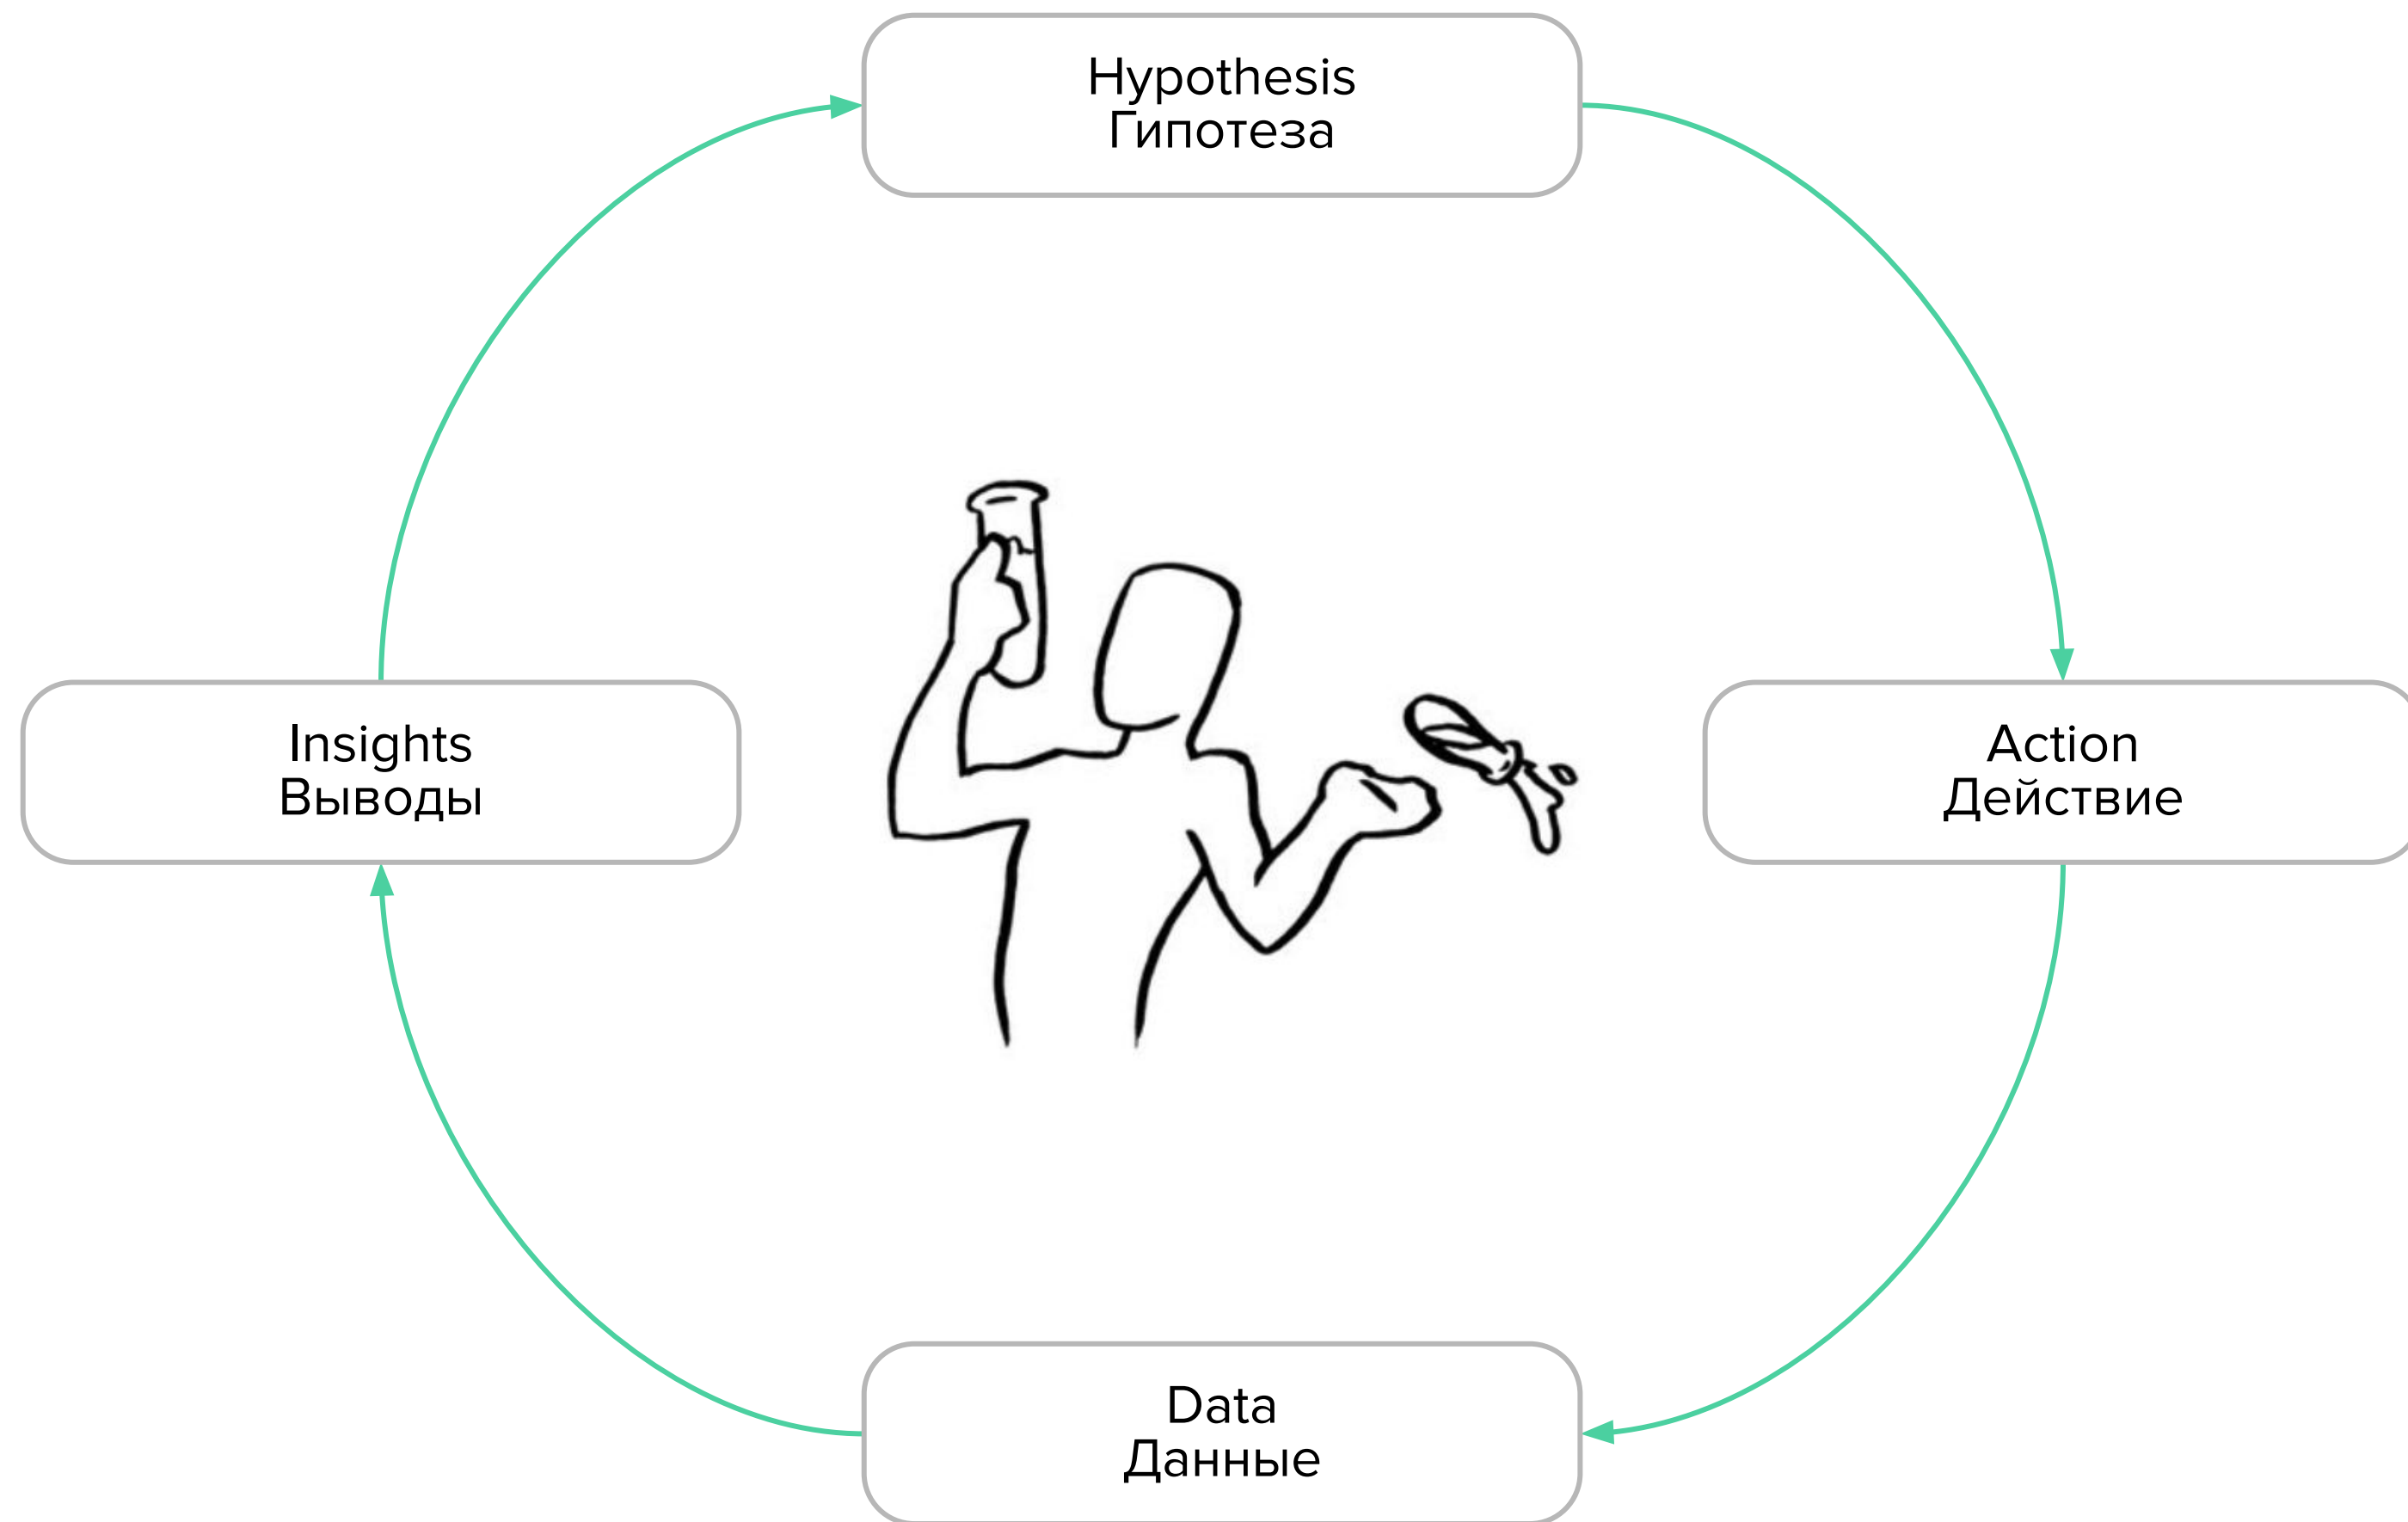 Hypothesis
Гипотеза
Insights
Выводы
Action
Действие
Data
Данные